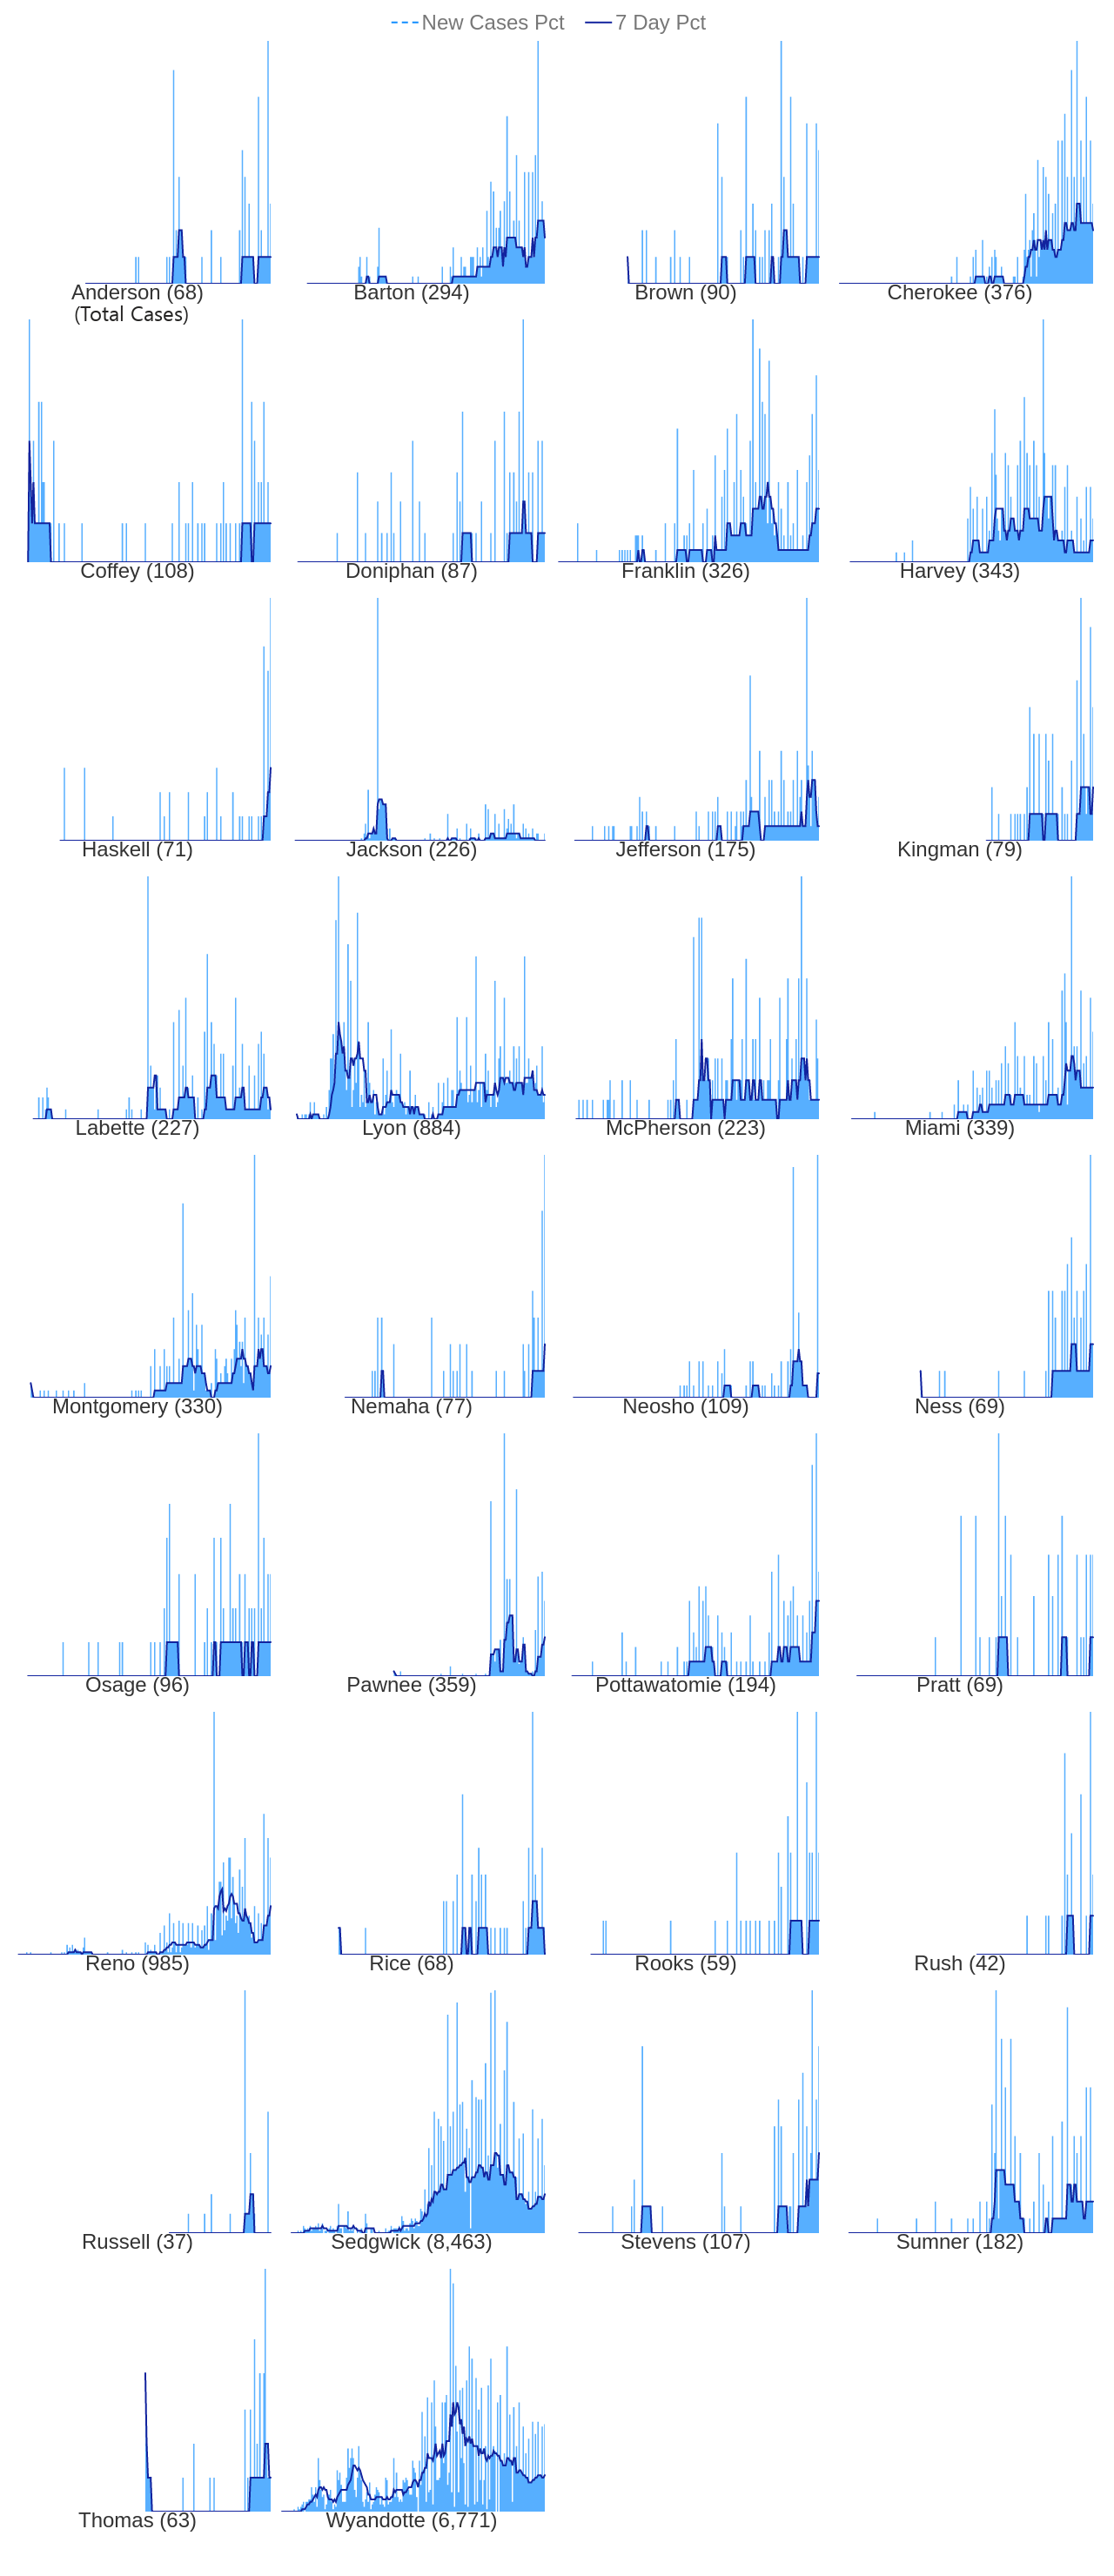 New Cases Pct 7 Day Pct
Anderson (68) Barton (294) Brown (90) Cherokee (376)
(Total Cases)
Coffey (108) Doniphan (87) Franklin (326) Harvey (343)
Haskell (71) Jackson (226) Jefferson (175) Kingman (79)
Labette (227) Lyon (884) McPherson (223) Miami (339)
Montgomery (330) Nemaha (77) Neosho (109) Ness (69)
Osage (96) Pawnee (359) Pottawatomie (194) Pratt (69)
Reno (985) Rice (68) Rooks (59) Rush (42)
Russell (37) Sedgwick (8,463) Stevens (107) Sumner (182)
Thomas (63) Wyandotte (6,771)